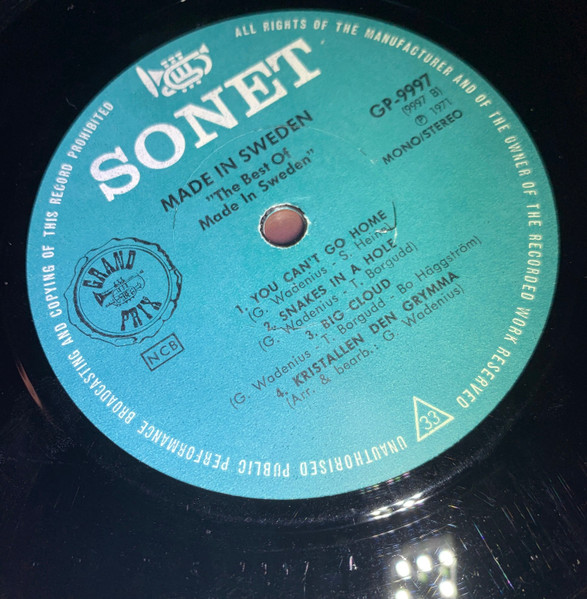 SONET
ALL RIGHTS OF THE MANUFACTURER AND OF THE OWNER OF THE RECORDED WORK RESERVED
UNAUTHORISED PUBLIC PERFORMANCE BROADCASTING AND COPYING OF THIS RECORD PROHIBITED
GP-9997
(9997 B)
℗ 1971
MONO/STEREO
MADE IN SWEDEN
"The Best Of
Made In Sweden"
GRAND
PRIX
NCB
1. YOU CAN'T GO HOME
(G. Wadenius - S.
2. SNAKES IN A HOLE
(G. Wadenius - T. Borgudd)
3. BIG CLOUD
(G. Wadenius - T. Borgudd - Bo Häggström)
4. KRISTALLEN DEN GRYMMA
(Arr. & bearb.: G. Wadenius)
33